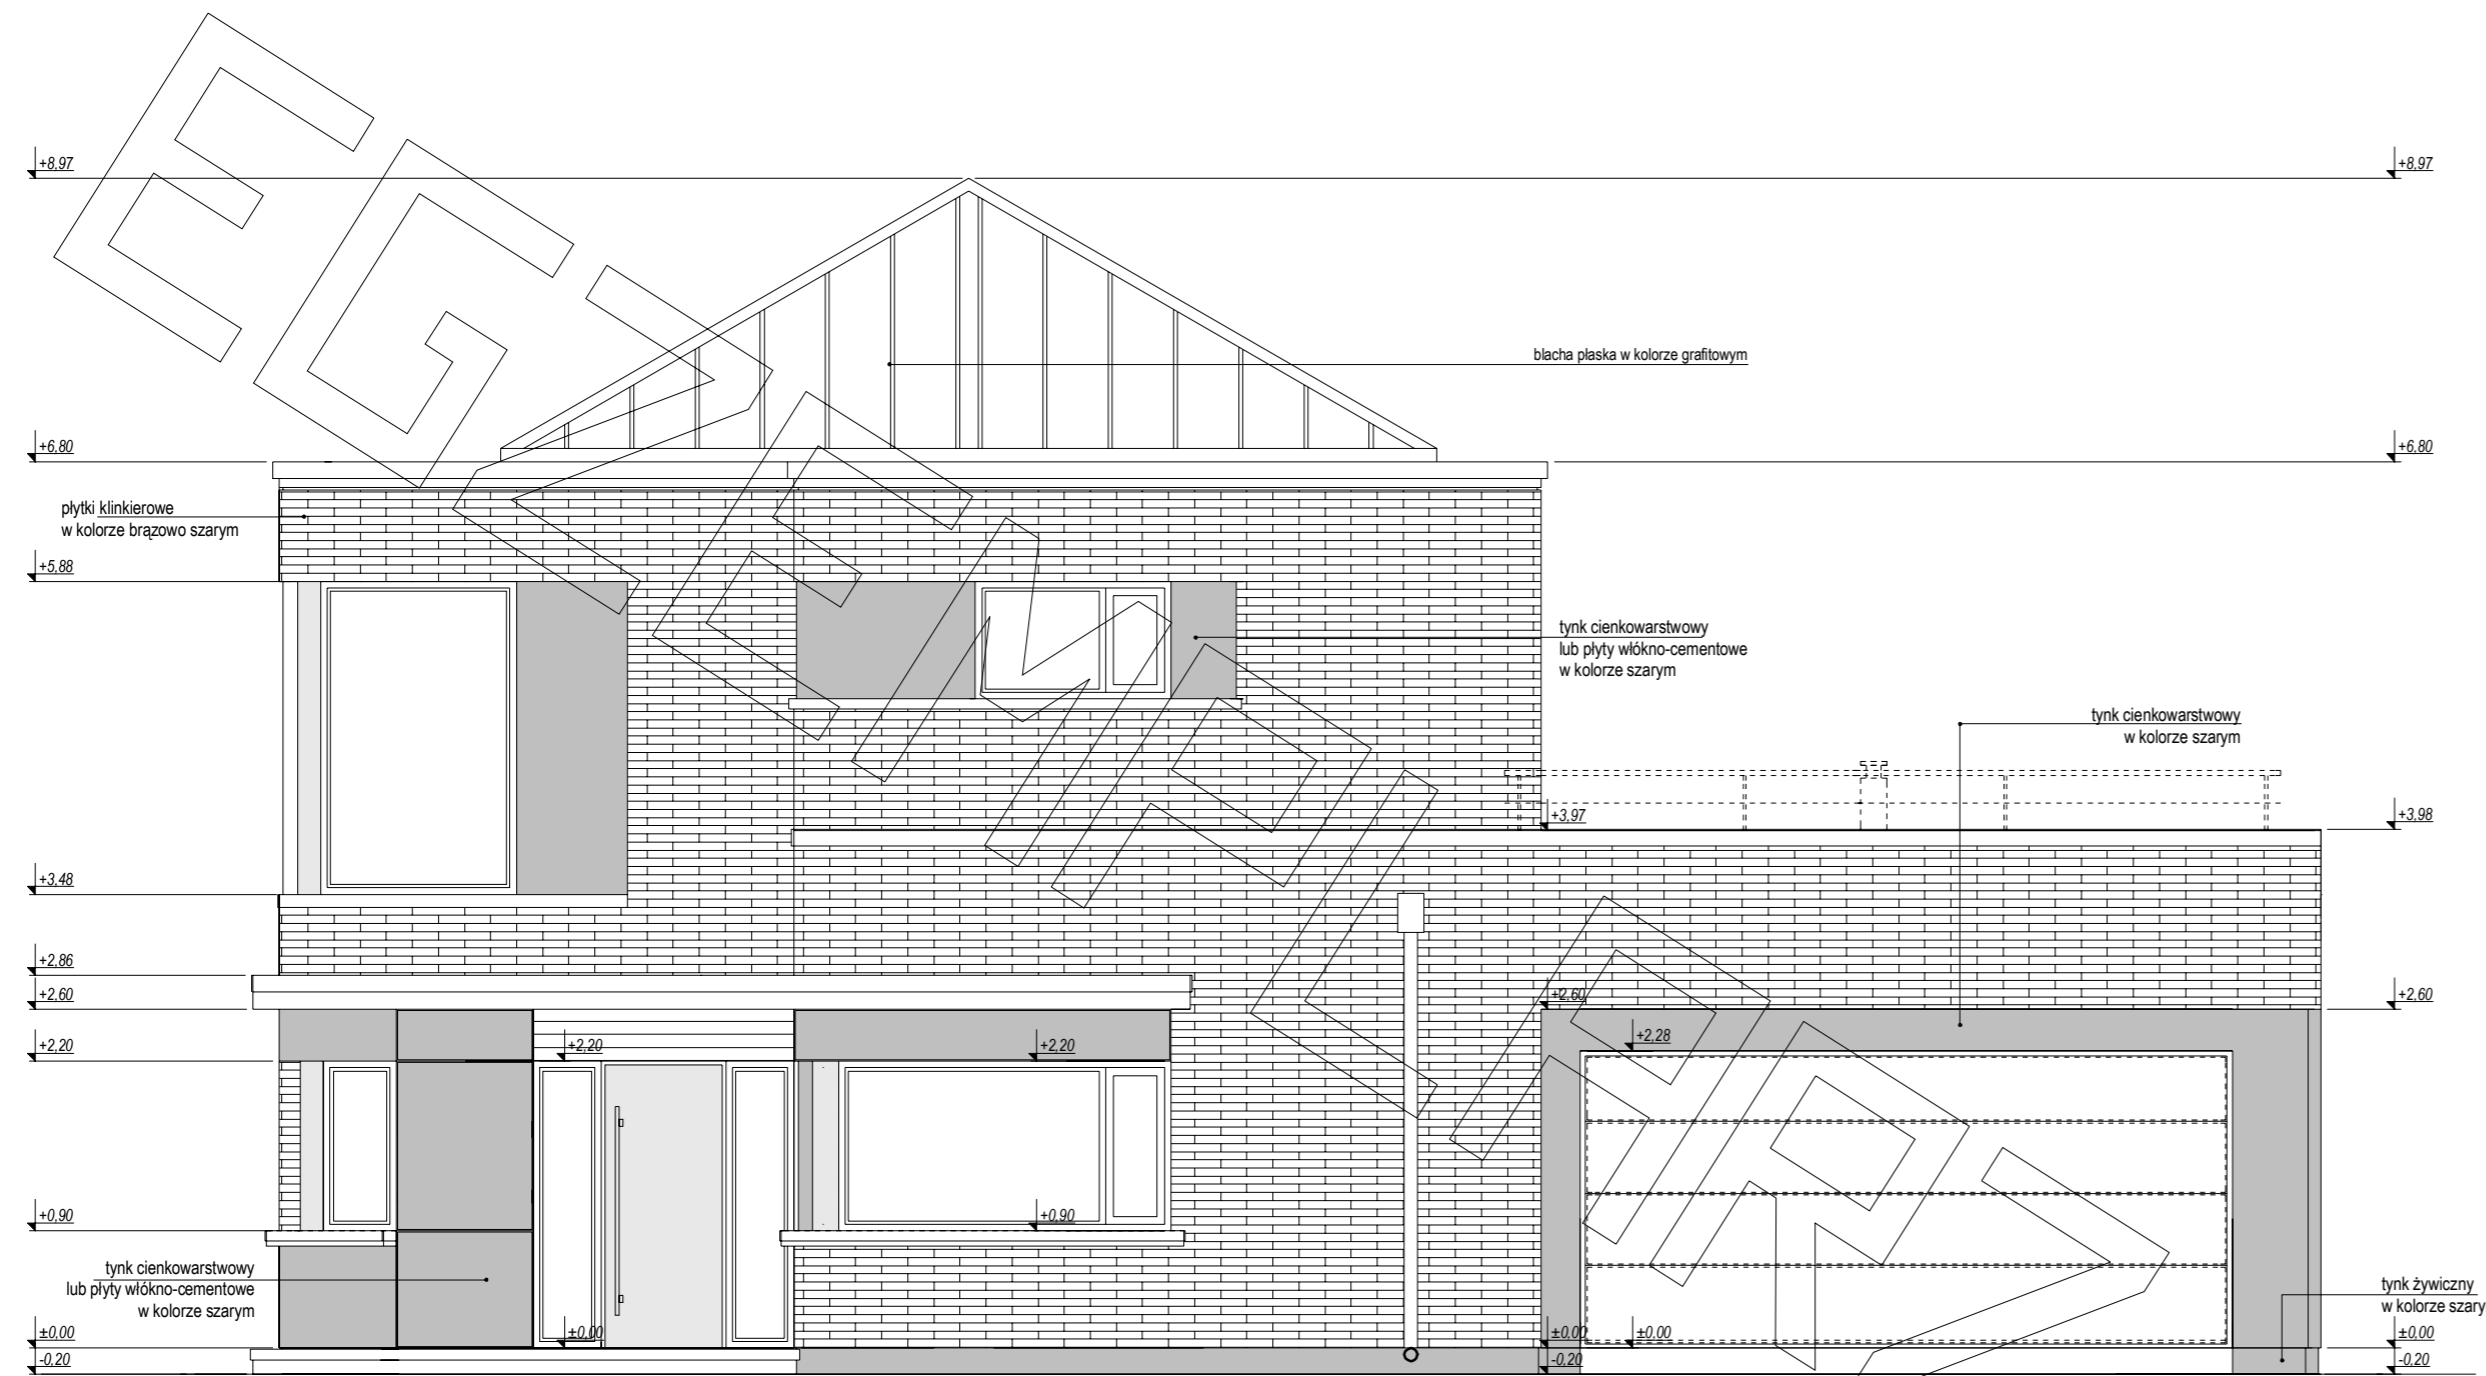 EGZEMPLARZ
+8,97
+8,97
blacha płaska w kolorze grafitowym
+6,80
+6,80
płytki klinkierowe
w kolorze brązowo szarym
+5,88
tynk cienkowarstwowy
lub płyty włókno-cementowe
w kolorze szarym
tynk cienkowarstwowy
w kolorze szarym
+3,97
+3,98
+3,48
+2,86
+2,60
+2,60
+2,60
+2,28
+2,20
+2,20
+2,20
+0,90
+0,90
tynk cienkowarstwowy
lub płyty włókno-cementowe
w kolorze szarym
tynk żywiczny
w kolorze szary
±0,00
±0,00
±0,00
±0,00
±0,00
-0,20
-0,20
-0,20